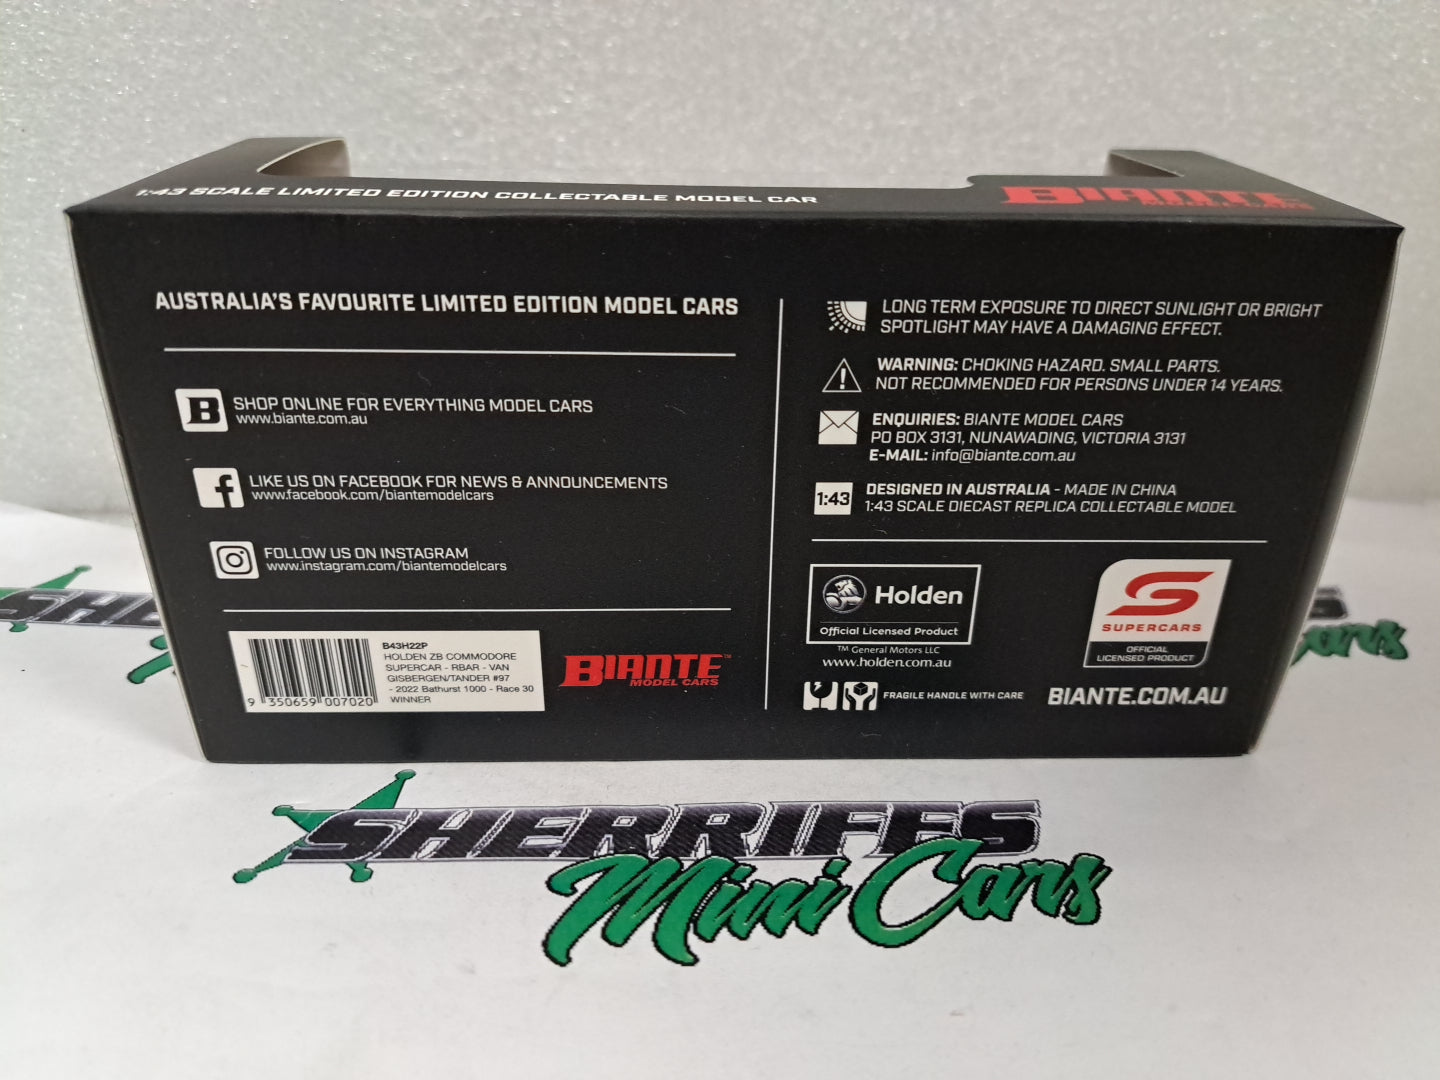 1:43 SCALE LIMITED EDITION COLLECTABLE MODEL CAR
BIANTE
AUSTRALIA'S FAVOURITE LIMITED EDITION MODEL CARS
B SHOP ONLINE FOR EVERYTHING MODEL CARS
www.biante.com.au
f LIKE US ON FACEBOOK FOR NEWS & ANNOUNCEMENTS
www.facebook.com/biantemodelcars
FOLLOW US ON INSTAGRAM
www.instagram.com/biantemodelcars
B43H22P
HOLDEN ZB COMMODORE
SUPERCAR - RBAR - VAN
GISBERGEN/TANDER #97
- 2022 Bathurst 1000 - Race 30
WINNER
9 350659 007020
BIANTE™
MODEL CARS
LONG TERM EXPOSURE TO DIRECT SUNLIGHT OR BRIGHT
SPOTLIGHT MAY HAVE A DAMAGING EFFECT.
WARNING: CHOKING HAZARD. SMALL PARTS.
NOT RECOMMENDED FOR PERSONS UNDER 14 YEARS.
ENQUIRIES: BIANTE MODEL CARS
PO BOX 3131, NUNAWADING, VICTORIA 3131
E-MAIL: info@biante.com.au
1:43 DESIGNED IN AUSTRALIA - MADE IN CHINA
1:43 SCALE DIECAST REPLICA COLLECTABLE MODEL
Holden
Official Licensed Product
™ General Motors LLC
www.holden.com.au
SUPERCARS
OFFICIAL
LICENSED PRODUCT
FRAGILE HANDLE WITH CARE
BIANTE.COM.AU
SHERRIFFS
Mini Cars